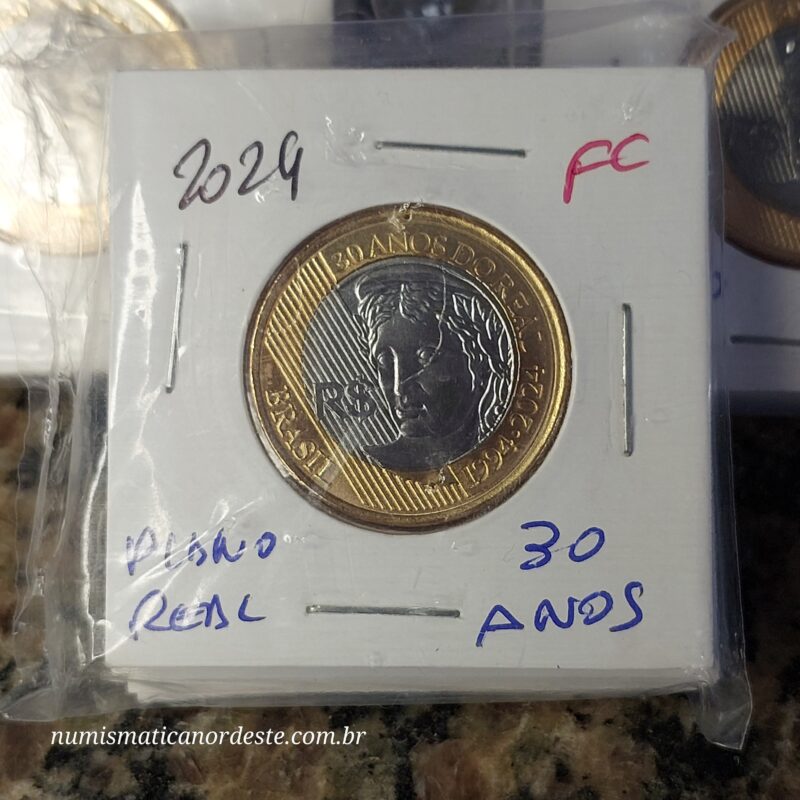 2024
FC
30 ANOS DO REAL
R$
BRASIL
1994·2024
PLANO
REAL
30
ANOS
numismaticanordeste.com.br